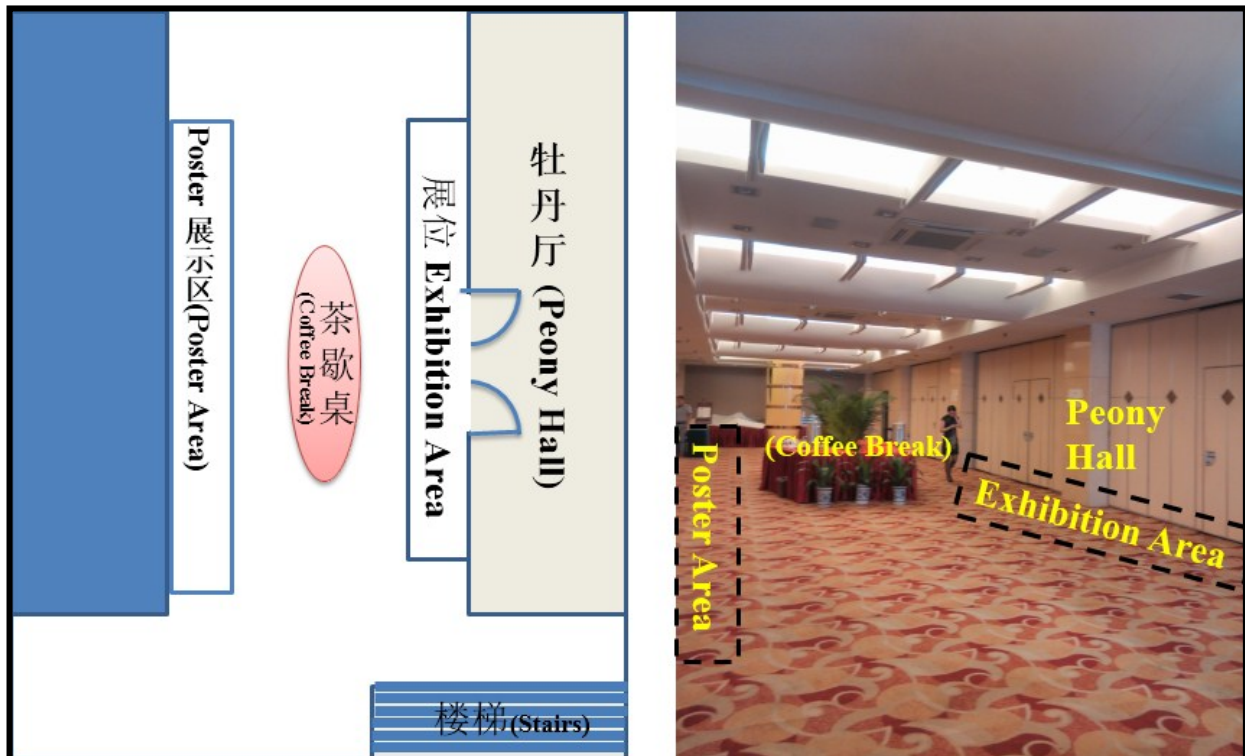 Poster 展示区(Poster Area)
茶歇桌
(Coffee Break)
展位 Exhibition Area
牡丹厅 (Peony Hall)
楼梯(Stairs)
Poster Area
(Coffee Break)
Peony
Hall
Exhibition Area